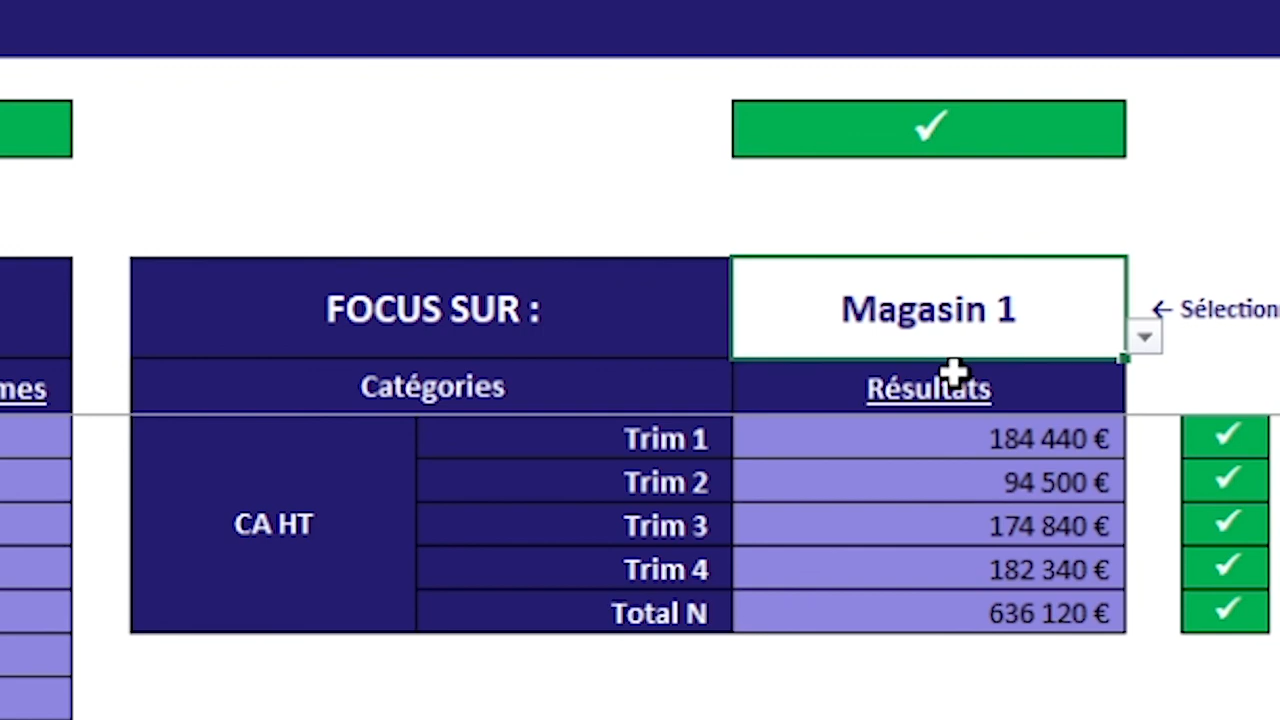 ✓
FOCUS SUR :
Magasin 1
← Sélection
mes
Catégories
Résultats
CA HT
Trim 1
184 440 €
✓
Trim 2
94 500 €
✓
Trim 3
174 840 €
✓
Trim 4
182 340 €
✓
Total N
636 120 €
✓